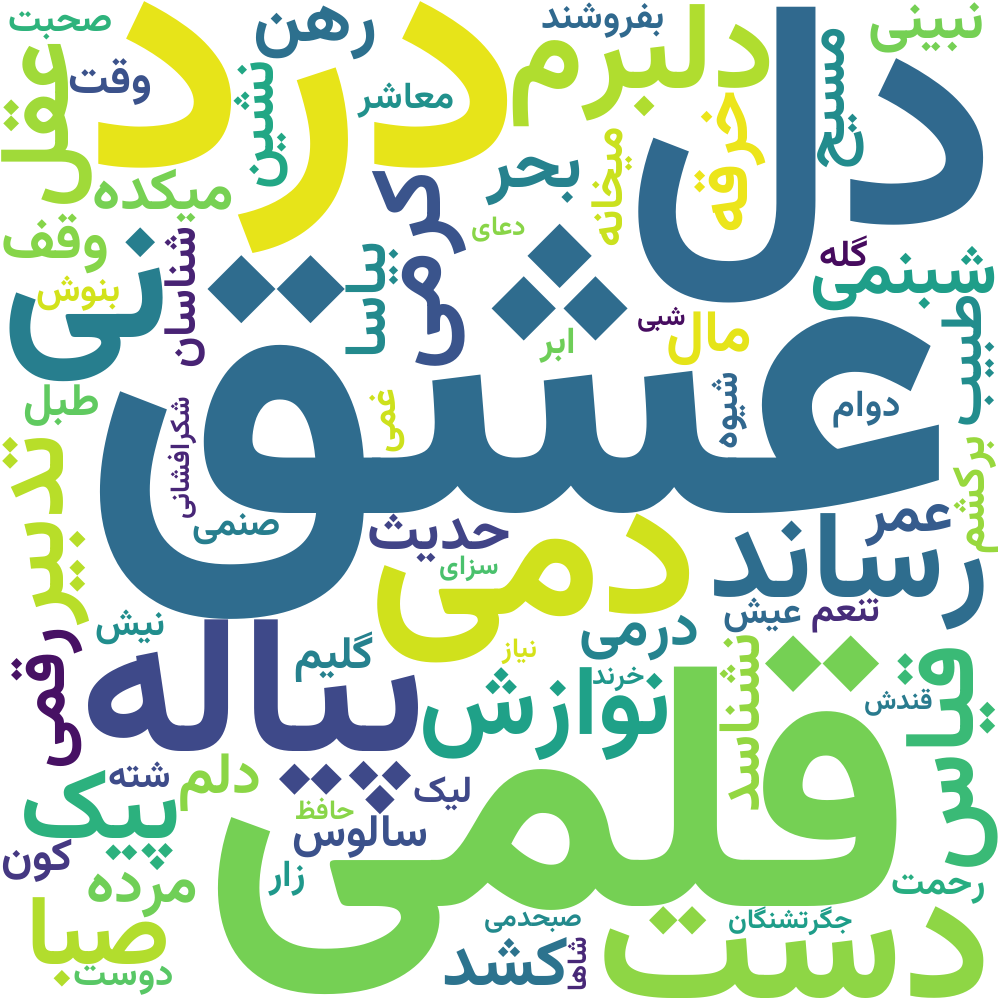 صحبت
رهن
بفروشند
نبینی
درد
دل
دلبرم
عقل
وقت
نشین
معاشر
خرقه
مسیح
میخانه
بحر
کرمی
میکده
دعای
وقف
شناسان
بیاسا
گله
شبنمی
نی
بنوش
ابر
شبی
مال
طبیب
عشق
طبل
شکرافشانی
غمی
شیوه
دوام
تدبیر
برکشم
صنمی
حدیث
دمی
رساند
عمر
سزای
نیش
عیش
تنعم
رقمی
پیاله
گلیم
نیاز
درمی
نوازش
خرند
نشناسد
قندش
قیاس
قلمی
پیک
شته
دلم
لیک
حافظ
سالوس
کون
مرده
زار
رحمت
صبا
دوست
صبحدمی
کشد
شاها
جگرتشنگان
دست